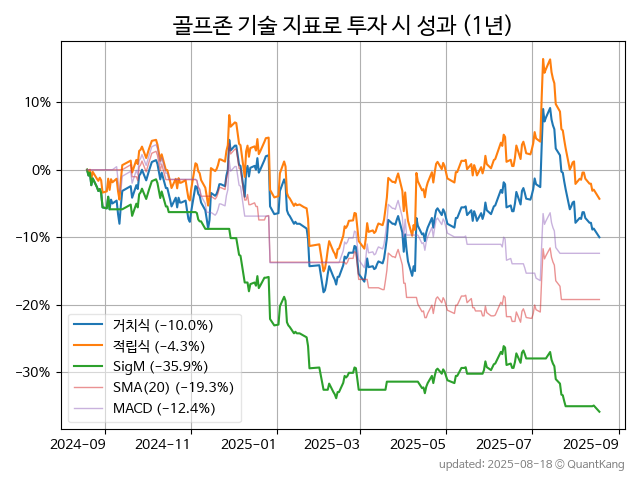 골프존 기술 지표로 투자 시 성과 (1년)
10%
0%
−10%
−20%
−30%
거치식 (−10.0%)
적립식 (−4.3%)
SigM (−35.9%)
SMA(20) (−19.3%)
MACD (−12.4%)
2024-09 2024-11 2025-01 2025-03 2025-05 2025-07 2025-09
updated: 2025-08-18 @ QuantKang